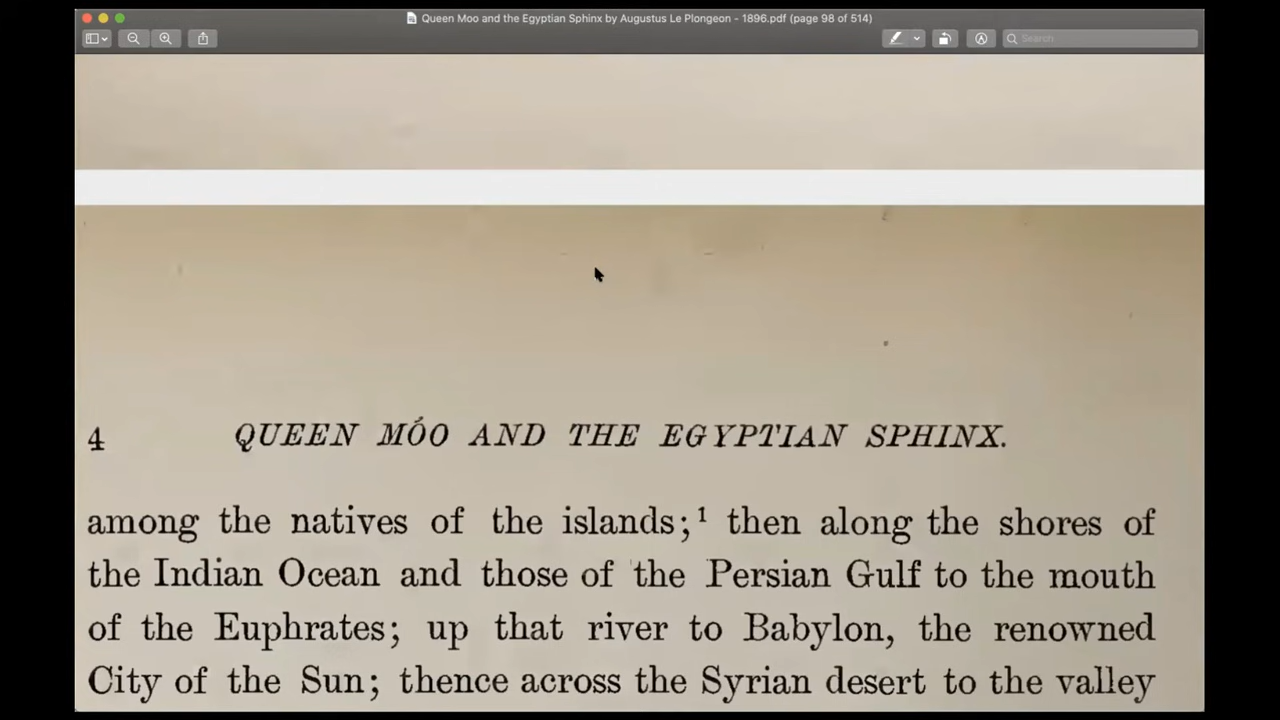 Queen Moo and the Egyptian Sphinx by Augustus Le Plongeon - 1896.pdf (page 98 of 514)
Search
4 QUEEN MÓO AND THE EGYPTIAN SPHINX.
among the natives of the islands;¹ then along the shores of
the Indian Ocean and those of the Persian Gulf to the mouth
of the Euphrates; up that river to Babylon, the renowned
City of the Sun; thence across the Syrian desert to the valley